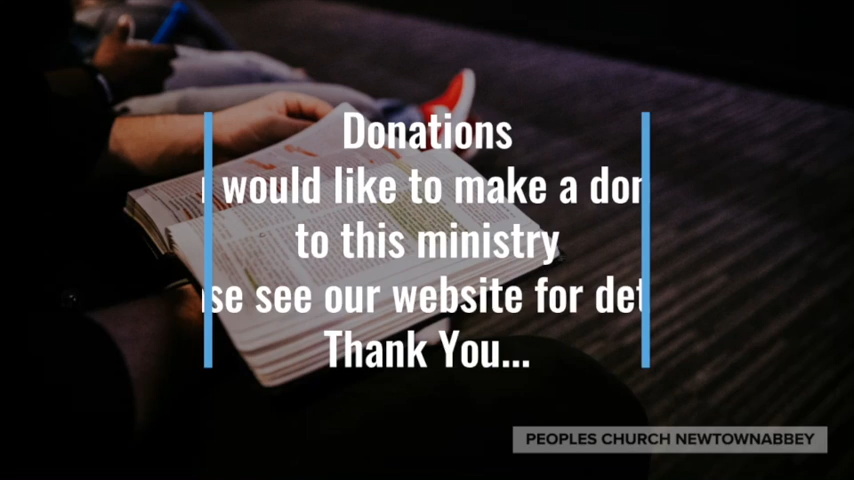 Donations
would like to make a
to this ministry
see our website for
Thank You...
PEOPLES CHURCH NEWTOWNABBEY